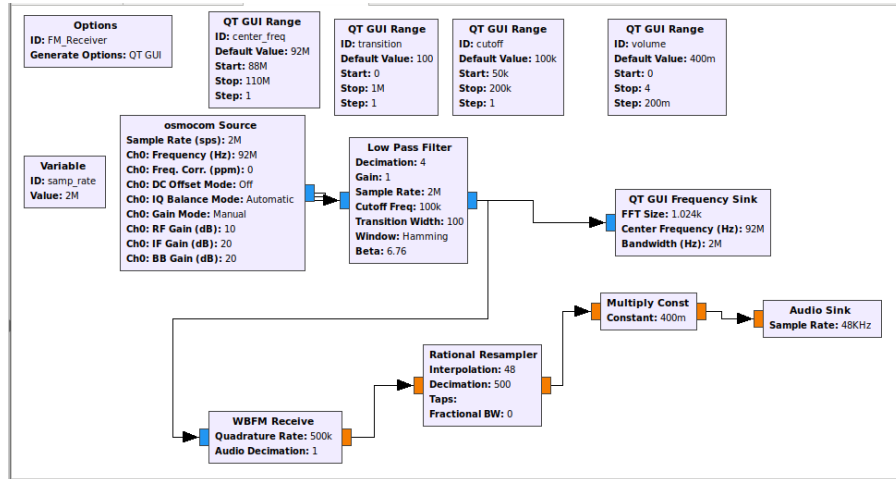 Options
ID: FM_Receiver
Generate Options: QT GUI
QT GUI Range
ID: center_freq
Default Value: 92M
Start: 88M
Stop: 110M
Step: 1
QT GUI Range
ID: transition
Default Value: 100
Start: 0
Stop: 1M
Step: 1
QT GUI Range
ID: cutoff
Default Value: 100k
Start: 50k
Stop: 200k
Step: 1
QT GUI Range
ID: volume
Default Value: 400m
Start: 0
Stop: 4
Step: 200m
Variable
ID: samp_rate
Value: 2M
osmocom Source
Sample Rate (sps): 2M
Ch0: Frequency (Hz): 92M
Ch0: Freq. Corr. (ppm): 0
Ch0: DC Offset Mode: Off
Ch0: IQ Balance Mode: Automatic
Ch0: Gain Mode: Manual
Ch0: RF Gain (dB): 10
Ch0: IF Gain (dB): 20
Ch0: BB Gain (dB): 20
Low Pass Filter
Decimation: 4
Gain: 1
Sample Rate: 2M
Cutoff Freq: 100k
Transition Width: 100
Window: Hamming
Beta: 6.76
QT GUI Frequency Sink
FFT Size: 1.024k
Center Frequency (Hz): 92M
Bandwidth (Hz): 2M
WBFM Receive
Quadrature Rate: 500k
Audio Decimation: 1
Rational Resampler
Interpolation: 48
Decimation: 500
Taps:
Fractional BW: 0
Multiply Const
Constant: 400m
Audio Sink
Sample Rate: 48KHz